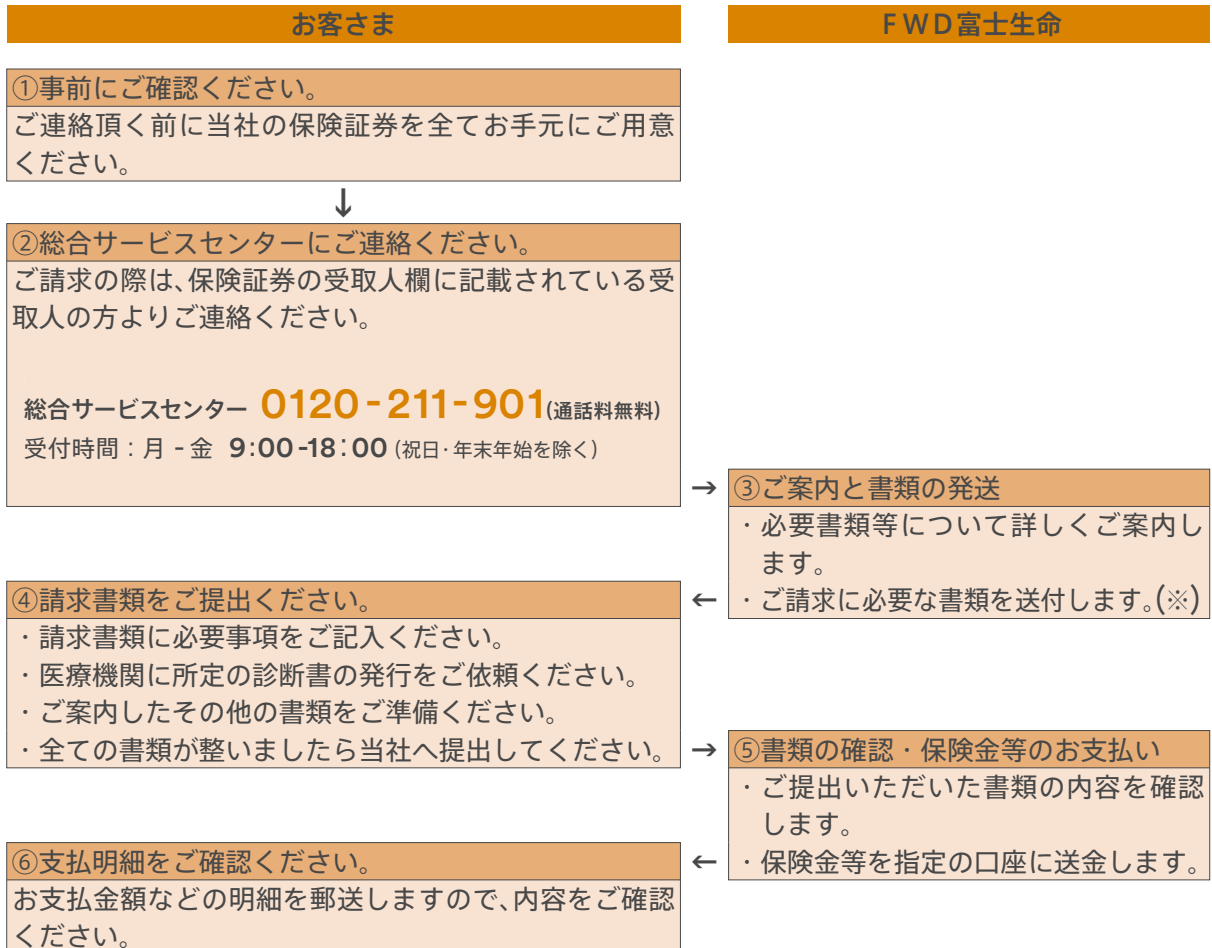 お客さま
ＦＷＤ富士生命
①事前にご確認ください。
ご連絡頂く前に当社の保険証券を全てお手元にご用意
ください。
↓
②総合サービスセンターにご連絡ください。
ご請求の際は、保険証券の受取人欄に記載されている受
取人の方よりご連絡ください。
総合サービスセンター 0120-211-901(通話料無料)
受付時間：月 - 金 9:00-18:00 (祝日・年末年始を除く)
→
③ご案内と書類の発送
・必要書類等について詳しくご案内し
ます。
・ご請求に必要な書類を送付します。(※)
←
④請求書類をご提出ください。
・請求書類に必要事項をご記入ください。
・医療機関に所定の診断書の発行をご依頼ください。
・ご案内したその他の書類をご準備ください。
・全ての書類が整いましたら当社へ提出してください。
→
⑤書類の確認・保険金等のお支払い
・ご提出いただいた書類の内容を確認
します。
・保険金等を指定の口座に送金します。
←
⑥支払明細をご確認ください。
お支払金額などの明細を郵送しますので、内容をご確認
ください。